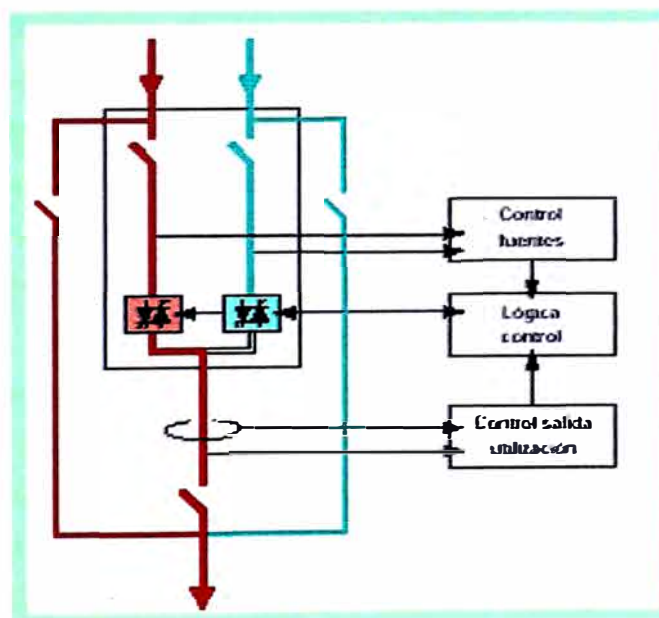 Control
fuentes
Lógica
control
Control salida
utilización